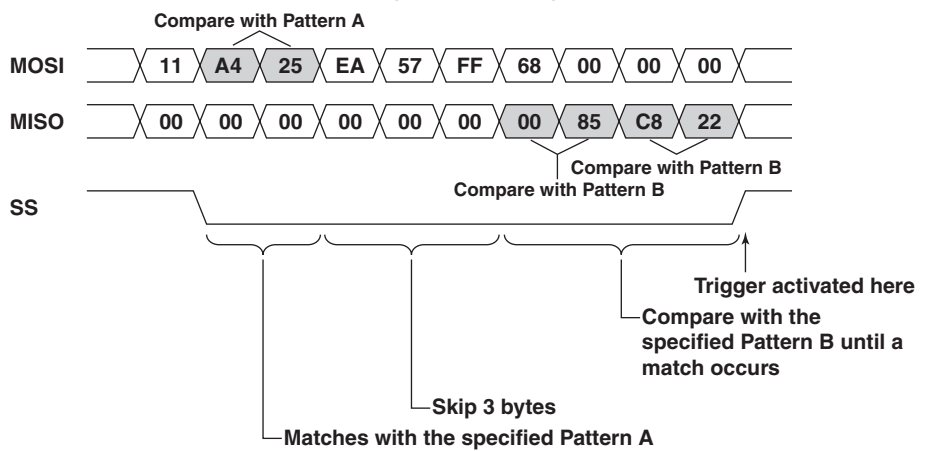 Compare with Pattern A
MOSI 11 A4 25 EA 57 FF 68 00 00 00
MISO 00 00 00 00 00 00 00 85 C8 22
Compare with Pattern B
Compare with Pattern B
SS
Trigger activated here
Compare with the
specified Pattern B until a
match occurs
Skip 3 bytes
Matches with the specified Pattern A